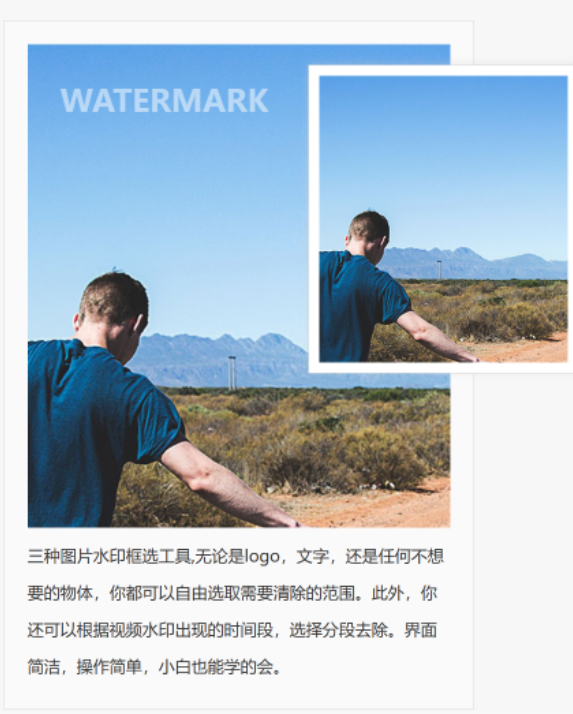 WATERMARK
三种图片水印框选工具,无论是logo，文字，还是任何不想
要的物体，你都可以自由选取需要清除的范围。此外，你
还可以根据视频水印出现的时间段，选择分段去除。界面
简洁，操作简单，小白也能学的会。